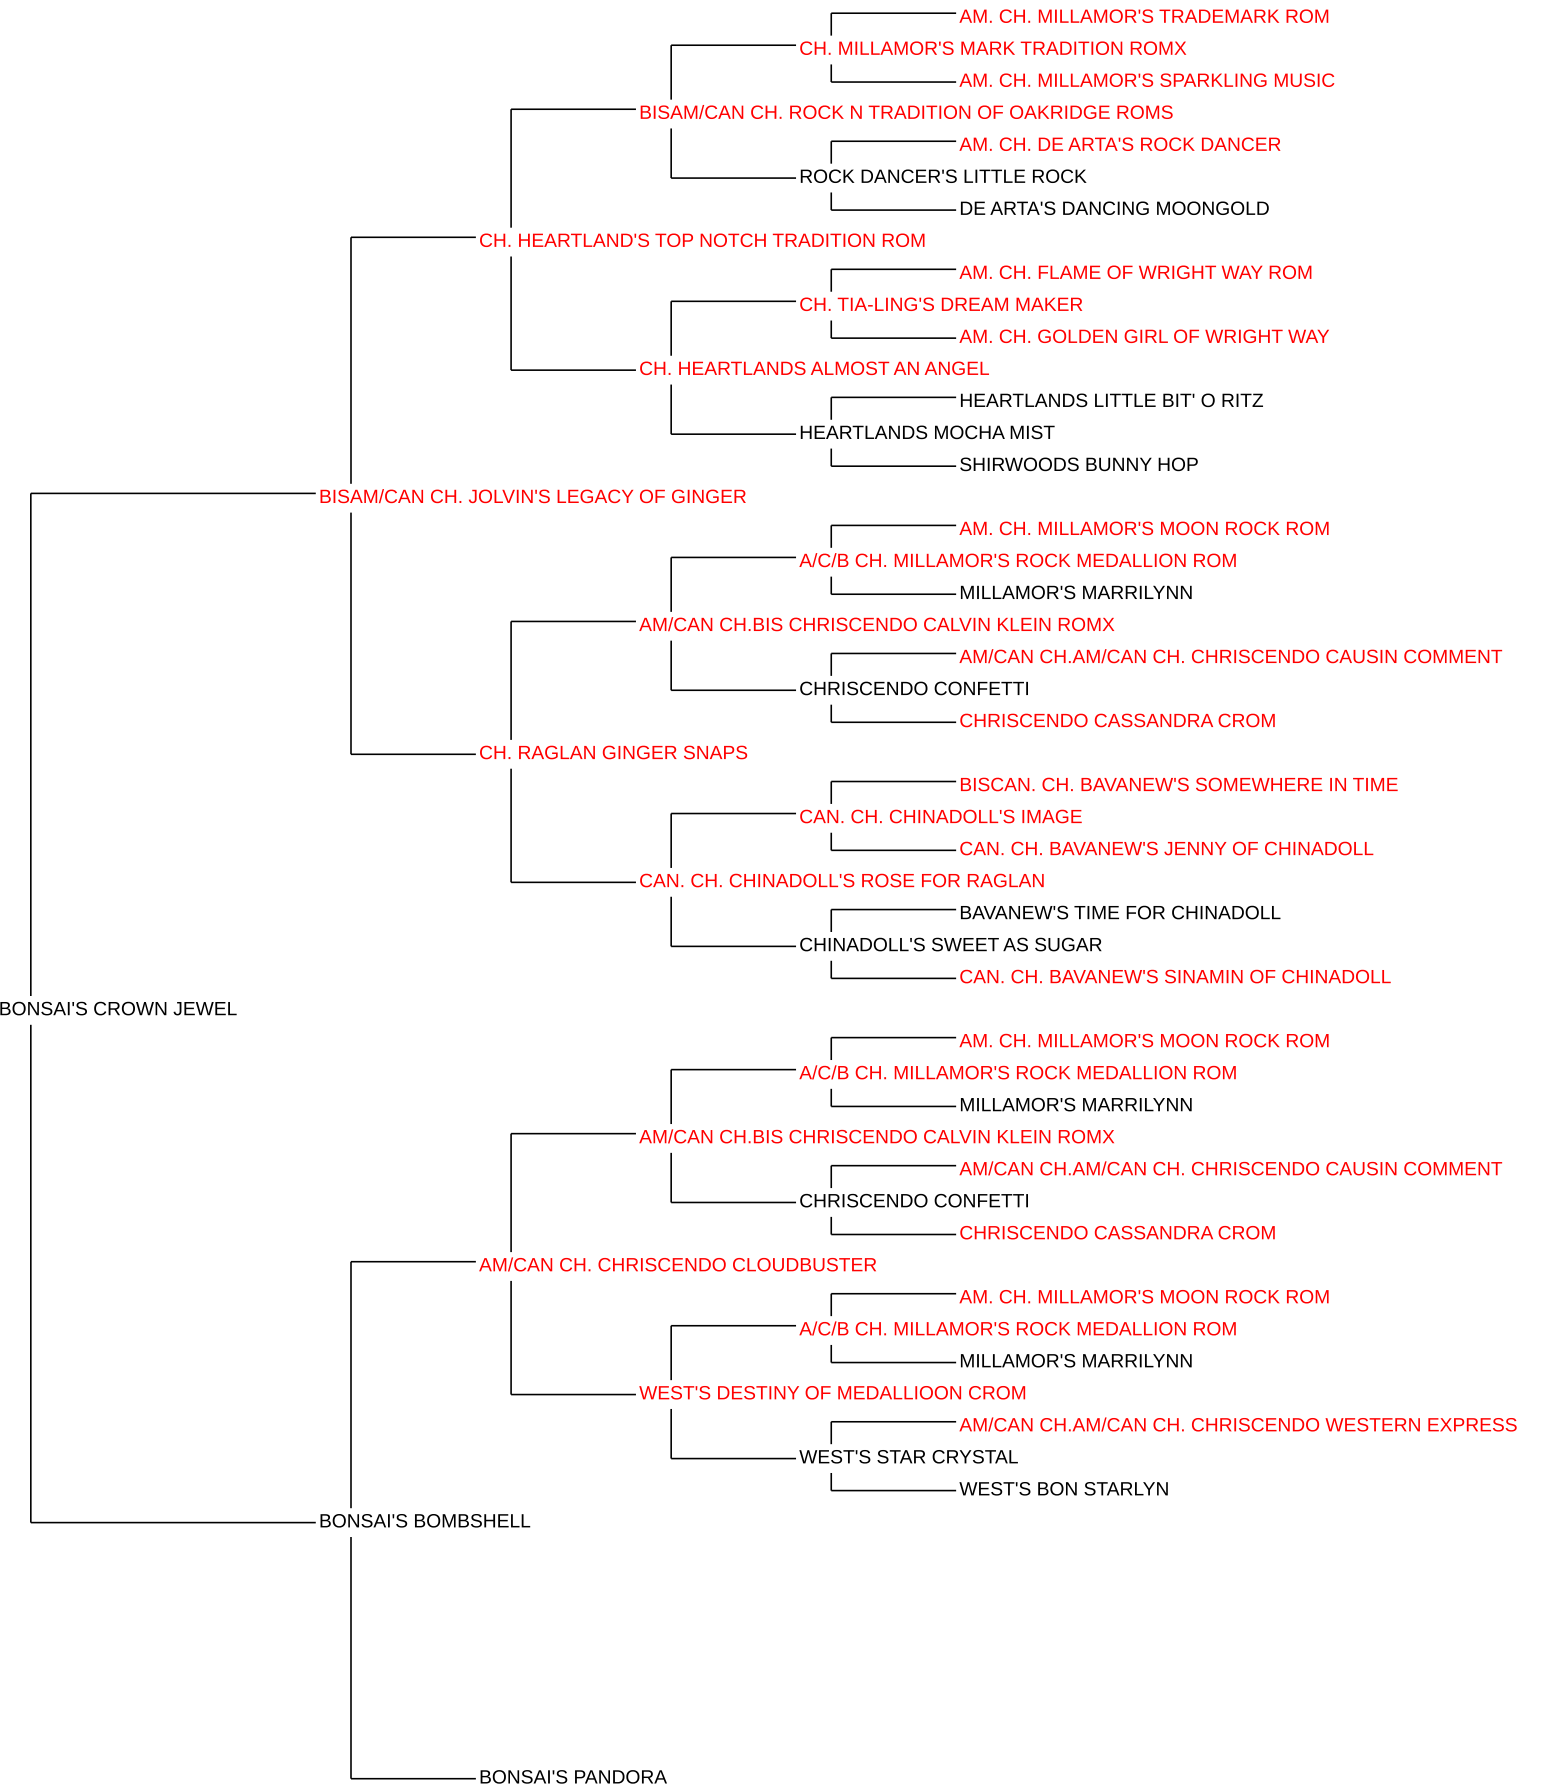 AM. CH. MILLAMOR'S TRADEMARK ROM
CH. MILLAMOR'S MARK TRADITION ROMX
AM. CH. MILLAMOR'S SPARKLING MUSIC
BISAM/CAN CH. ROCK N TRADITION OF OAKRIDGE ROMS
AM. CH. DE ARTA'S ROCK DANCER
ROCK DANCER'S LITTLE ROCK
DE ARTA'S DANCING MOONGOLD
CH. HEARTLAND'S TOP NOTCH TRADITION ROM
AM. CH. FLAME OF WRIGHT WAY ROM
CH. TIA-LING'S DREAM MAKER
AM. CH. GOLDEN GIRL OF WRIGHT WAY
CH. HEARTLANDS ALMOST AN ANGEL
HEARTLANDS LITTLE BIT' O RITZ
HEARTLANDS MOCHA MIST
SHIRWOODS BUNNY HOP
BISAM/CAN CH. JOLVIN'S LEGACY OF GINGER
AM. CH. MILLAMOR'S MOON ROCK ROM
A/C/B CH. MILLAMOR'S ROCK MEDALLION ROM
MILLAMOR'S MARRILYNN
AM/CAN CH.BIS CHRISCENDO CALVIN KLEIN ROMX
AM/CAN CH.AM/CAN CH. CHRISCENDO CAUSIN COMMENT
CHRISCENDO CONFETTI
CHRISCENDO CASSANDRA CROM
CH. RAGLAN GINGER SNAPS
BISCAN. CH. BAVANEW'S SOMEWHERE IN TIME
CAN. CH. CHINADOLL'S IMAGE
CAN. CH. BAVANEW'S JENNY OF CHINADOLL
CAN. CH. CHINADOLL'S ROSE FOR RAGLAN
BAVANEW'S TIME FOR CHINADOLL
CHINADOLL'S SWEET AS SUGAR
CAN. CH. BAVANEW'S SINAMIN OF CHINADOLL
BONSAI'S CROWN JEWEL
AM. CH. MILLAMOR'S MOON ROCK ROM
A/C/B CH. MILLAMOR'S ROCK MEDALLION ROM
MILLAMOR'S MARRILYNN
AM/CAN CH.BIS CHRISCENDO CALVIN KLEIN ROMX
AM/CAN CH.AM/CAN CH. CHRISCENDO CAUSIN COMMENT
CHRISCENDO CONFETTI
CHRISCENDO CASSANDRA CROM
AM/CAN CH. CHRISCENDO CLOUDBUSTER
AM. CH. MILLAMOR'S MOON ROCK ROM
A/C/B CH. MILLAMOR'S ROCK MEDALLION ROM
MILLAMOR'S MARRILYNN
WEST'S DESTINY OF MEDALLIOON CROM
AM/CAN CH.AM/CAN CH. CHRISCENDO WESTERN EXPRESS
WEST'S STAR CRYSTAL
WEST'S BON STARLYN
BONSAI'S BOMBSHELL
BONSAI'S PANDORA